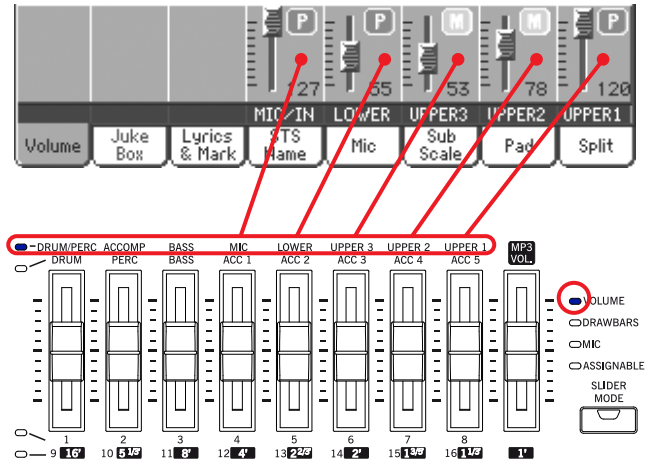 P P M M P
127 55 53 78 120
MIC/IN LOWER UPPER3 UPPER2 UPPER1
Volume
Juke Box
Lyrics & Mark
STS Name
Mic
Sub Scale
Pad
Split
DRUM/PERC ACCOMP BASS MIC LOWER UPPER 3 UPPER 2 UPPER 1
DRUM PERC BASS ACC 1 ACC 2 ACC 3 ACC 4 ACC 5
MP3 VOL.
VOLUME
DRAWBARS
MIC
ASSIGNABLE
SLIDER
MODE
1 2 3 4 5 6 7 8
9 16' 10 5 1/3' 11 8' 12 4' 13 2 2/3' 14 2' 15 1 3/5' 16 1 1/3' 1'